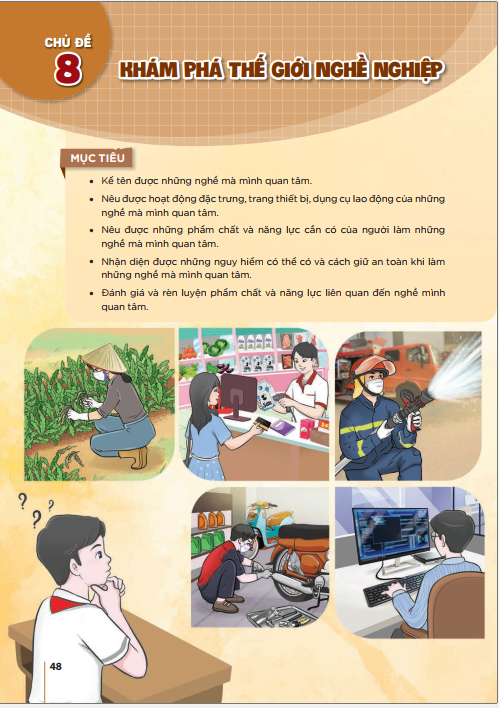 CHỦ ĐỀ
8
KHÁM PHÁ THẾ GIỚI NGHỀ NGHIỆP
MỤC TIÊU
• Kể tên được những nghề mà mình quan tâm.
• Nêu được hoạt động đặc trưng, trang thiết bị, dụng cụ lao động của những
nghề mà mình quan tâm.
• Nêu được những phẩm chất và năng lực cần có của người làm những
nghề mà mình quan tâm.
• Nhận diện được những nguy hiểm có thể có và cách giữ an toàn khi làm
những nghề mà mình quan tâm.
• Đánh giá và rèn luyện phẩm chất và năng lực liên quan đến nghề mình
quan tâm.
? ? ?
48